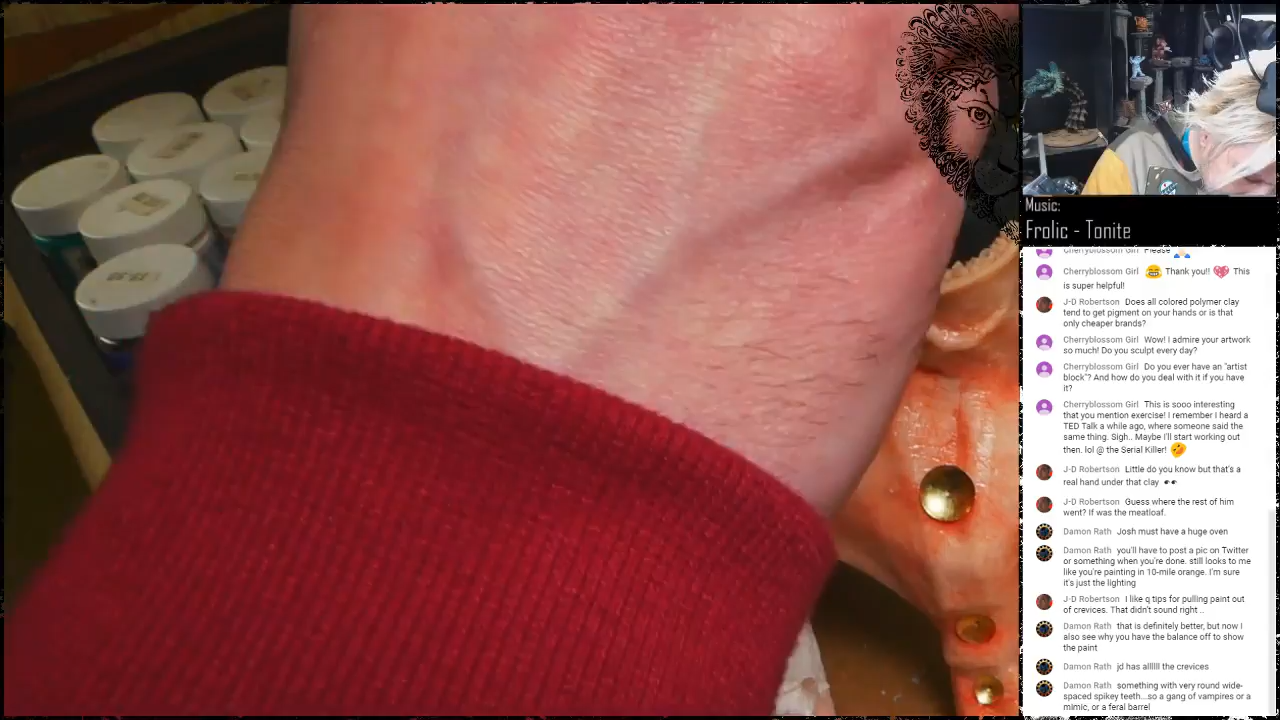 Music:
Frolic - Tonite
Cherryblossom Girl Please
Cherryblossom Girl 😂 Thank you!! 💖 This
is super helpful!
J-D Robertson Does all colored polymer clay
tend to get pigment on your hands or is that
only cheaper brands?
Cherryblossom Girl Wow! I admire your artwork
so much! Do you sculpt every day?
Cherryblossom Girl Do you ever have an "artist
block"? And how do you deal with it if you have
it?
Cherryblossom Girl This is sooo interesting
that you mention exercise! I remember I heard a
TED Talk a while ago, where someone said the
same thing. Sigh.. Maybe I'll start working out
then. lol @ the Serial Killer! 🤣
J-D Robertson Little do you know but that's a
real hand under that clay 👀
J-D Robertson Guess where the rest of him
went? If was the meatloaf.
Damon Rath Josh must have a huge oven
Damon Rath you'll have to post a pic on Twitter
or something when you're done. still looks to me
like you're painting in 10-mile orange. I'm sure
it's just the lighting
J-D Robertson I like q tips for pulling paint out
of crevices. That didn't sound right ..
Damon Rath that is definitely better, but now I
also see why you have the balance off to show
the paint
Damon Rath jd has allllll the crevices
Damon Rath something with very round wide-
spaced spikey teeth...so a gang of vampires or a
mimic, or a feral barrel